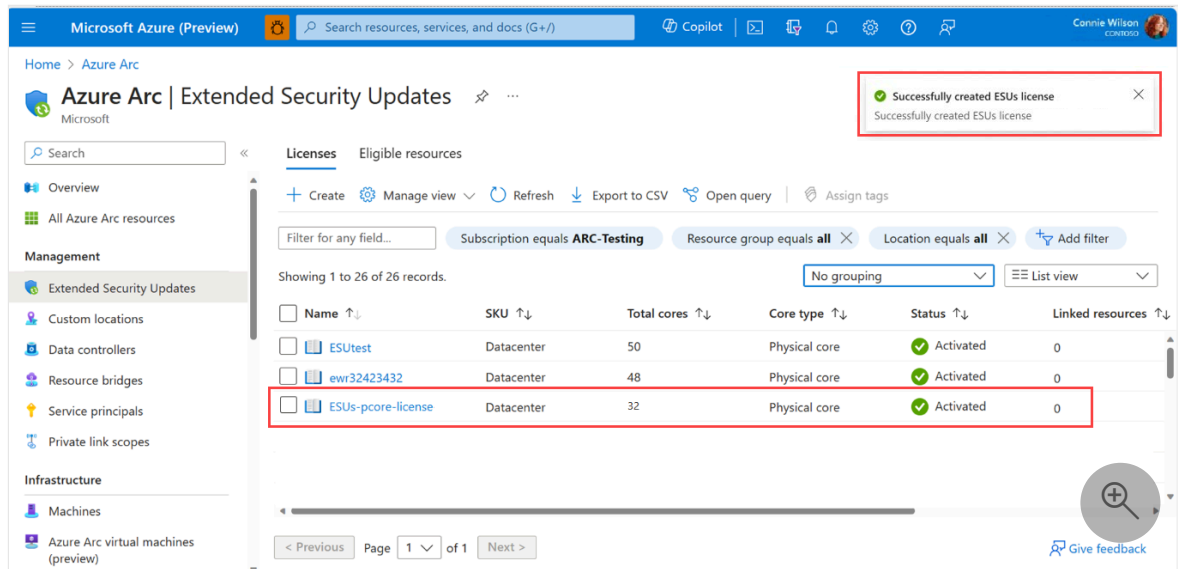 Microsoft Azure (Preview) Search resources, services, and docs (G+/) Copilot Connie Wilson
CONTOSO
Home > Azure Arc
Azure Arc | Extended Security Updates ...
Microsoft
Successfully created ESUs license
Successfully created ESUs license
Search «
Overview
All Azure Arc resources
Management
Extended Security Updates
Custom locations
Data controllers
Resource bridges
Service principals
Private link scopes
Infrastructure
Machines
Azure Arc virtual machines
(preview)
Licenses Eligible resources
Create Manage view Refresh Export to CSV Open query Assign tags
Filter for any field... Subscription equals ARC-Testing Resource group equals all Location equals all Add filter
Showing 1 to 26 of 26 records. No grouping List view
Name ↑↓ SKU ↑↓ Total cores ↑↓ Core type ↑↓ Status ↑↓ Linked resources ↑↓
ESUtest Datacenter 50 Physical core Activated 0
ewr32423432 Datacenter 48 Physical core Activated 0
ESUs-pcore-license Datacenter 32 Physical core Activated 0
< Previous Page 1 of 1 Next >
Give feedback